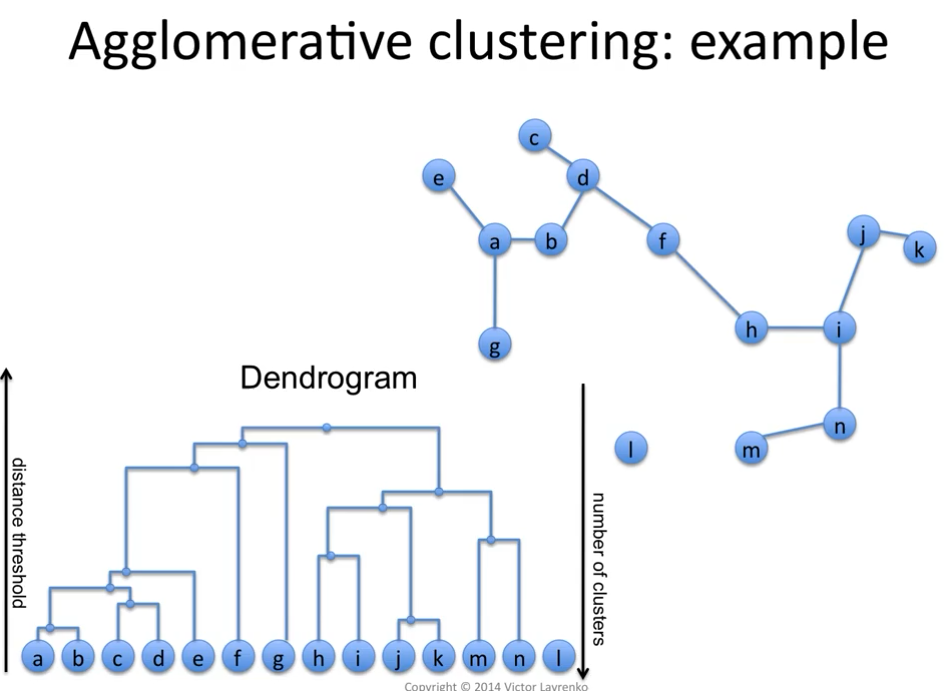 Agglomerative clustering: example
c
e
d
a
b
f
j
k
h
i
g
Dendrogram
n
l
m
distance threshold
number of clusters
a b c d e f g h i j k m n l
Copyright © 2014 Victor Lavrenko